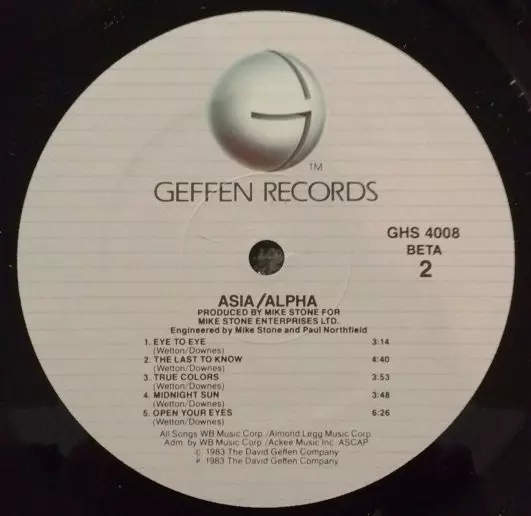 G
TM
GEFFEN RECORDS
GHS 4008
BETA
2
ASIA/ALPHA
PRODUCED BY MIKE STONE FOR
MIKE STONE ENTERPRISES LTD.
Engineered by Mike Stone and Paul Northfield
1. EYE TO EYE 3:14
(Wetton/Downes)
2. THE LAST TO KNOW 4:40
(Wetton/Downes)
3. TRUE COLORS 3:53
(Wetton/Downes)
4. MIDNIGHT SUN 3:48
(Wetton/Downes)
5. OPEN YOUR EYES 6:26
(Wetton/Downes)
All Songs WB Music Corp./Almond Legg Music Corp.
Adm. by WB Music Corp./Ackee Music Inc. ASCAP
© 1983 The David Geffen Company
℗ 1983 The David Geffen Company